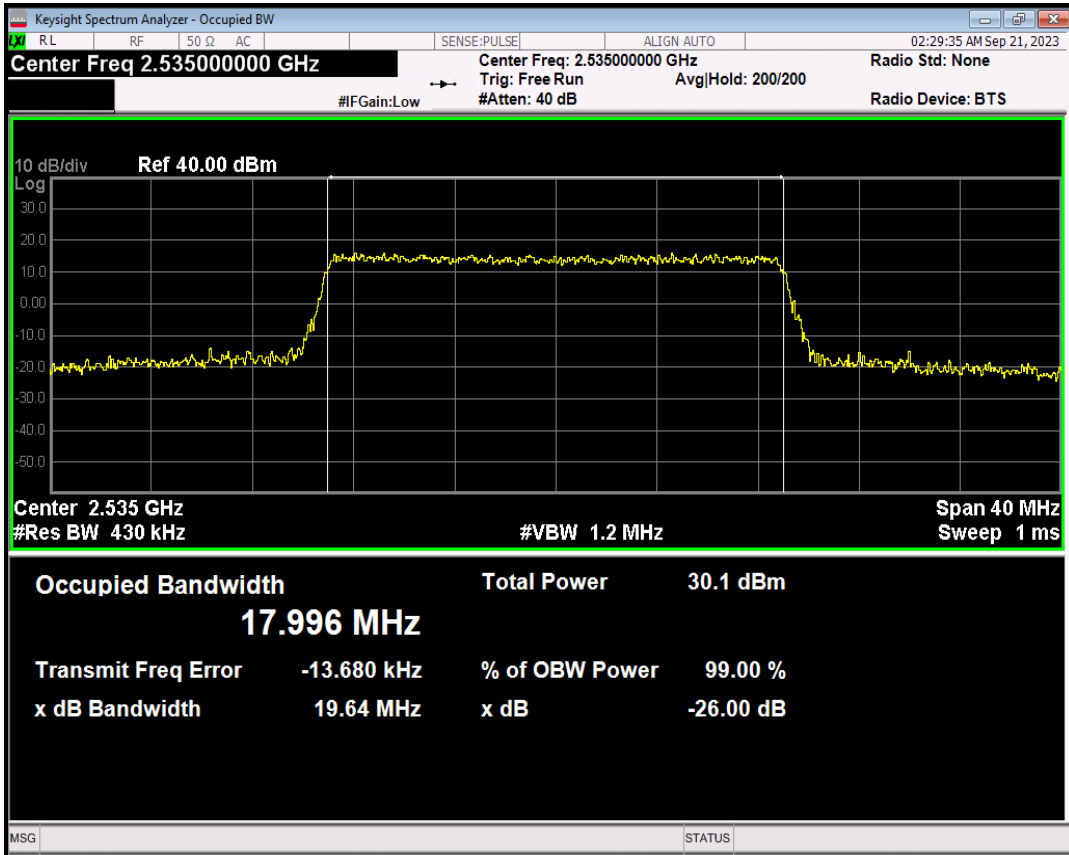 Keysight Spectrum Analyzer - Occupied BW
LXI RL RF 50 Ω AC SENSE:PULSE ALIGN AUTO 02:29:35 AM Sep 21, 2023
Center Freq 2.535000000 GHz Center Freq: 2.535000000 GHz Radio Std: None
Trig: Free Run Avg|Hold: 200/200
#IFGain:Low #Atten: 40 dB Radio Device: BTS
10 dB/div Ref 40.00 dBm
Log
30.0
20.0
10.0
0.00
-10.0
-20.0
-30.0
-40.0
-50.0
Center 2.535 GHz Span 40 MHz
#Res BW 430 kHz #VBW 1.2 MHz Sweep 1 ms
Occupied Bandwidth Total Power 30.1 dBm
17.996 MHz
Transmit Freq Error -13.680 kHz % of OBW Power 99.00 %
x dB Bandwidth 19.64 MHz x dB -26.00 dB
MSG STATUS